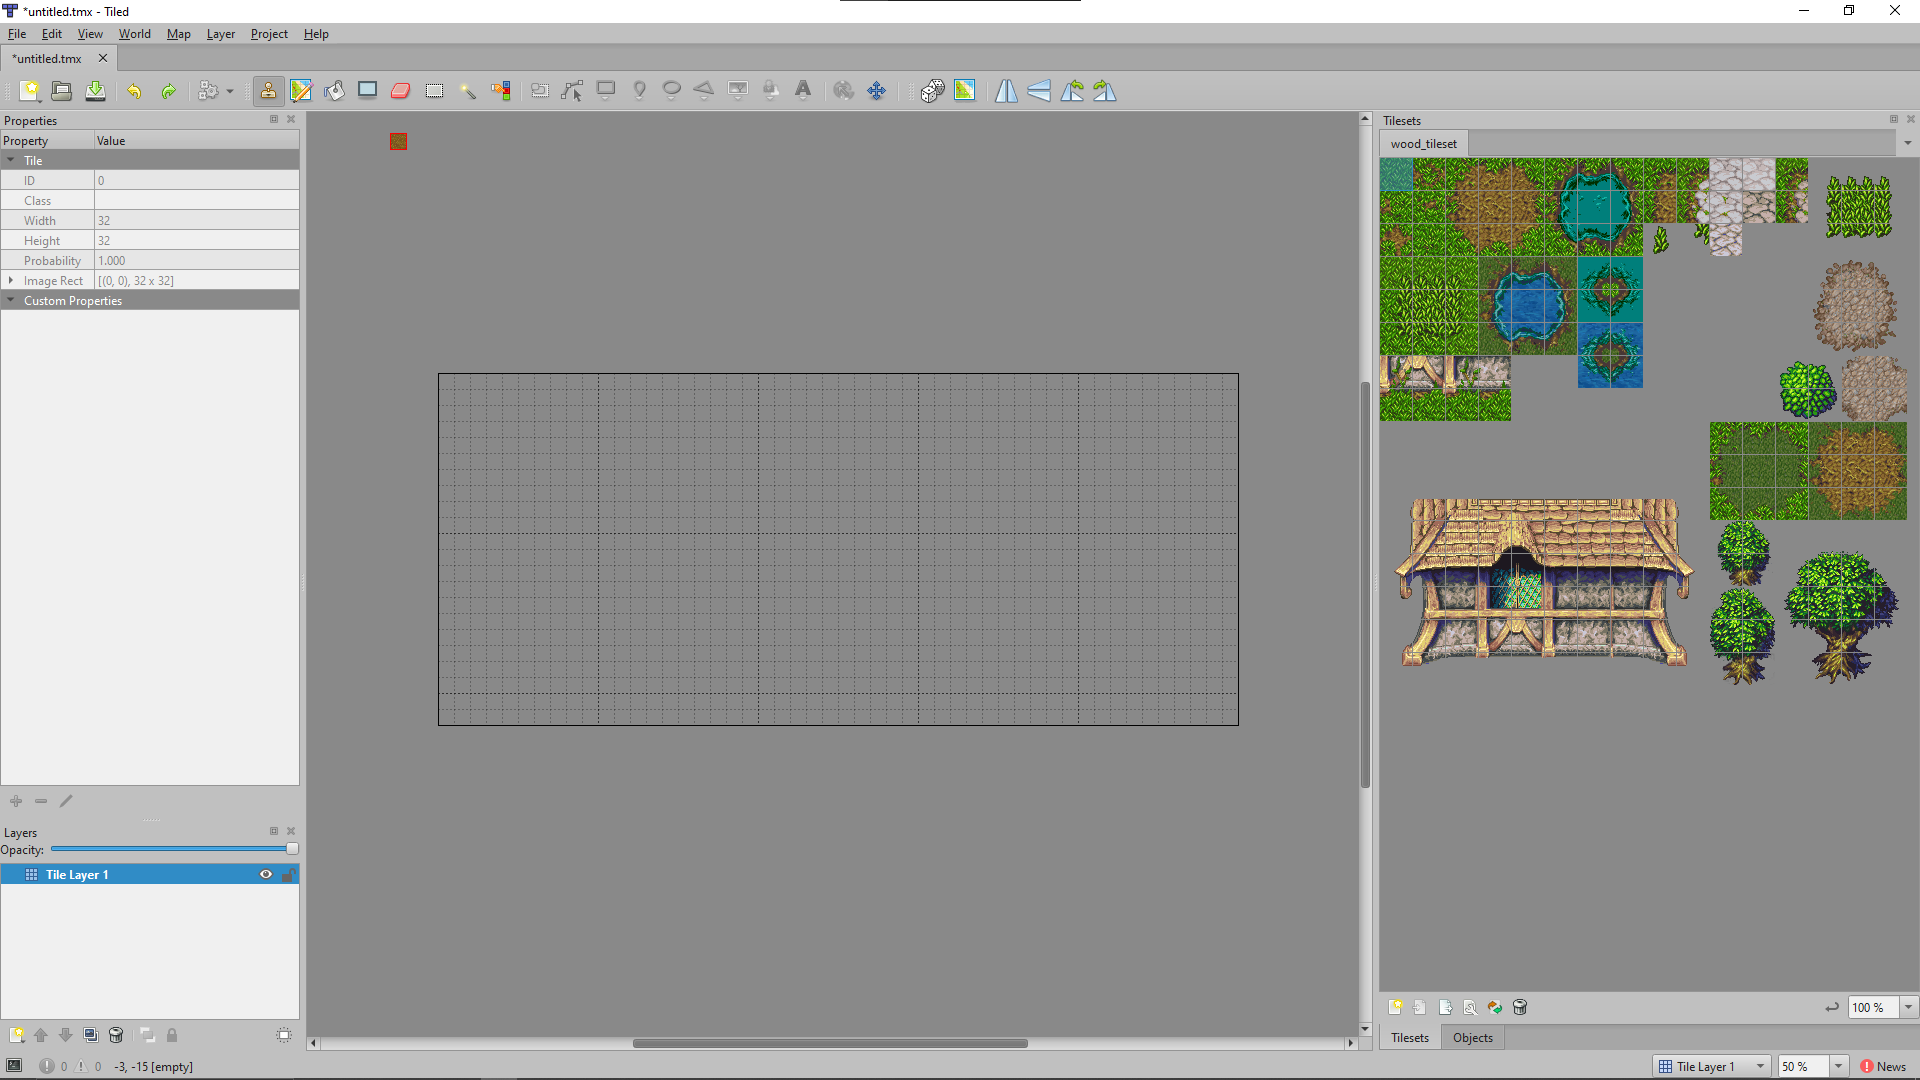 *untitled.tmx - Tiled
File Edit View World Map Layer Project Help
*untitled.tmx
Properties
Property Value
Tile
ID 0
Class
Width 32
Height 32
Probability 1.000
Image Rect [(0, 0), 32 x 32]
Custom Properties
Layers
Opacity:
Tile Layer 1
0 0 -3, -15 [empty]
Tilesets
wood_tileset
100 %
Tilesets Objects
Tile Layer 1 50 % News